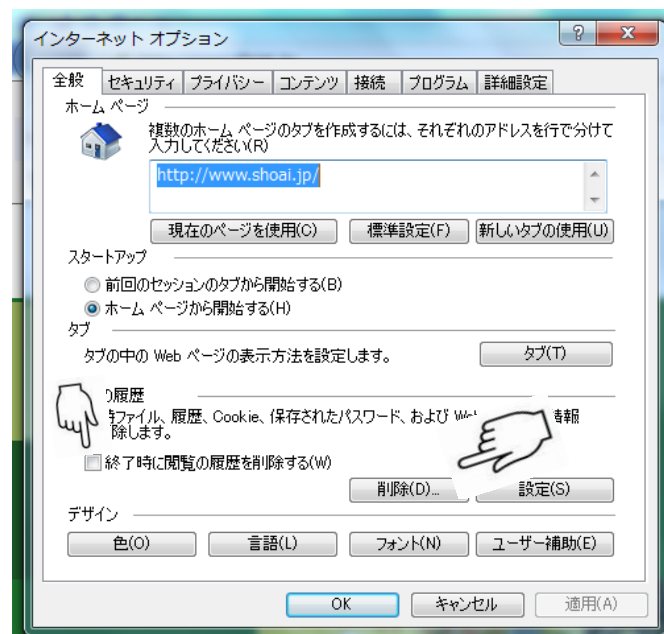 インターネット オプション
全般 セキュリティ プライバシー コンテンツ 接続 プログラム 詳細設定
ホーム ページ
複数のホーム ページのタブを作成するには、それぞれのアドレスを行で分けて
入力してください(R)
http://www.shoai.jp/
現在のページを使用(C) 標準設定(F) 新しいタブの使用(U)
スタートアップ
前回のセッションのタブから開始する(B)
ホーム ページから開始する(H)
タブ
タブの中の Web ページの表示方法を設定します。 タブ(T)
の履歴
ファイル、履歴、Cookie、保存されたパスワード、および 情報
除します。
終了時に閲覧の履歴を削除する(W)
削除(D)... 設定(S)
デザイン
色(O) 言語(L) フォント(N) ユーザー補助(E)
OK キャンセル 適用(A)